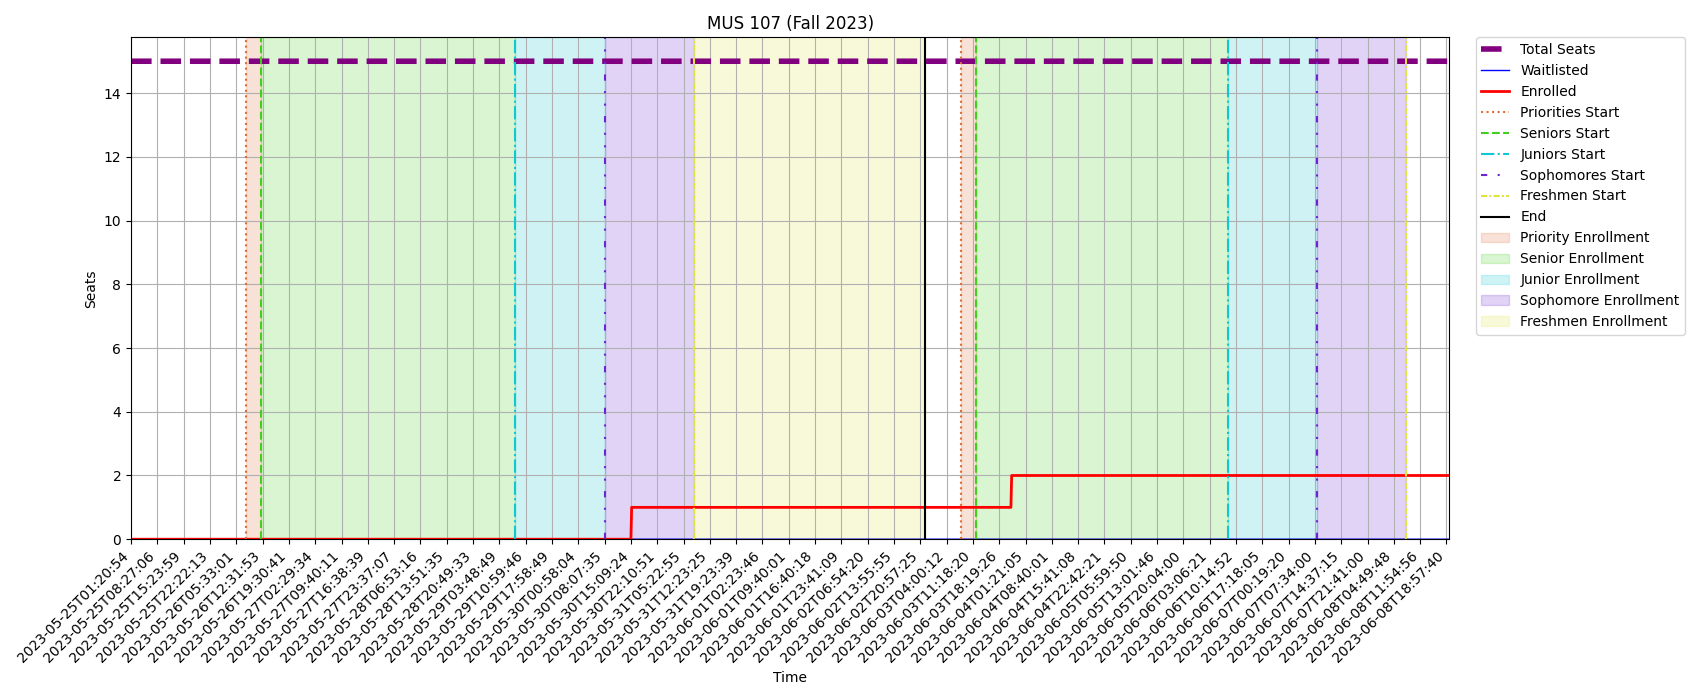 MUS 107 (Fall 2023)
Total Seats
Waitlisted
Enrolled
Priorities Start
Seniors Start
Juniors Start
Sophomores Start
Freshmen Start
End
Priority Enrollment
Senior Enrollment
Junior Enrollment
Sophomore Enrollment
Freshmen Enrollment
Seats
14
12
10
8
6
4
2
0
2023-05-25T01:20:54
2023-05-25T08:27:06
2023-05-25T15:23:59
2023-05-25T22:22:13
2023-05-26T05:33:01
2023-05-26T12:31:53
2023-05-26T19:30:41
2023-05-27T02:29:34
2023-05-27T09:40:11
2023-05-27T16:38:39
2023-05-27T23:37:07
2023-05-28T06:53:16
2023-05-28T13:51:35
2023-05-28T20:49:33
2023-05-29T03:48:49
2023-05-29T10:59:46
2023-05-29T17:58:49
2023-05-30T00:58:04
2023-05-30T08:07:35
2023-05-30T15:09:24
2023-05-30T22:10:51
2023-05-31T05:22:55
2023-05-31T12:23:25
2023-05-31T19:23:39
2023-06-01T02:23:46
2023-06-01T09:40:01
2023-06-01T16:40:18
2023-06-01T23:41:09
2023-06-02T06:54:20
2023-06-02T13:55:55
2023-06-02T20:57:25
2023-06-03T04:00:12
2023-06-03T11:18:20
2023-06-03T18:19:26
2023-06-04T01:21:05
2023-06-04T08:40:01
2023-06-04T15:41:08
2023-06-04T22:42:21
2023-06-05T05:59:50
2023-06-05T13:01:46
2023-06-05T20:04:00
2023-06-06T03:06:21
2023-06-06T10:14:52
2023-06-06T17:18:05
2023-06-07T00:19:20
2023-06-07T07:34:00
2023-06-07T14:37:15
2023-06-07T21:41:00
2023-06-08T04:49:48
2023-06-08T11:54:56
2023-06-08T18:57:40
Time